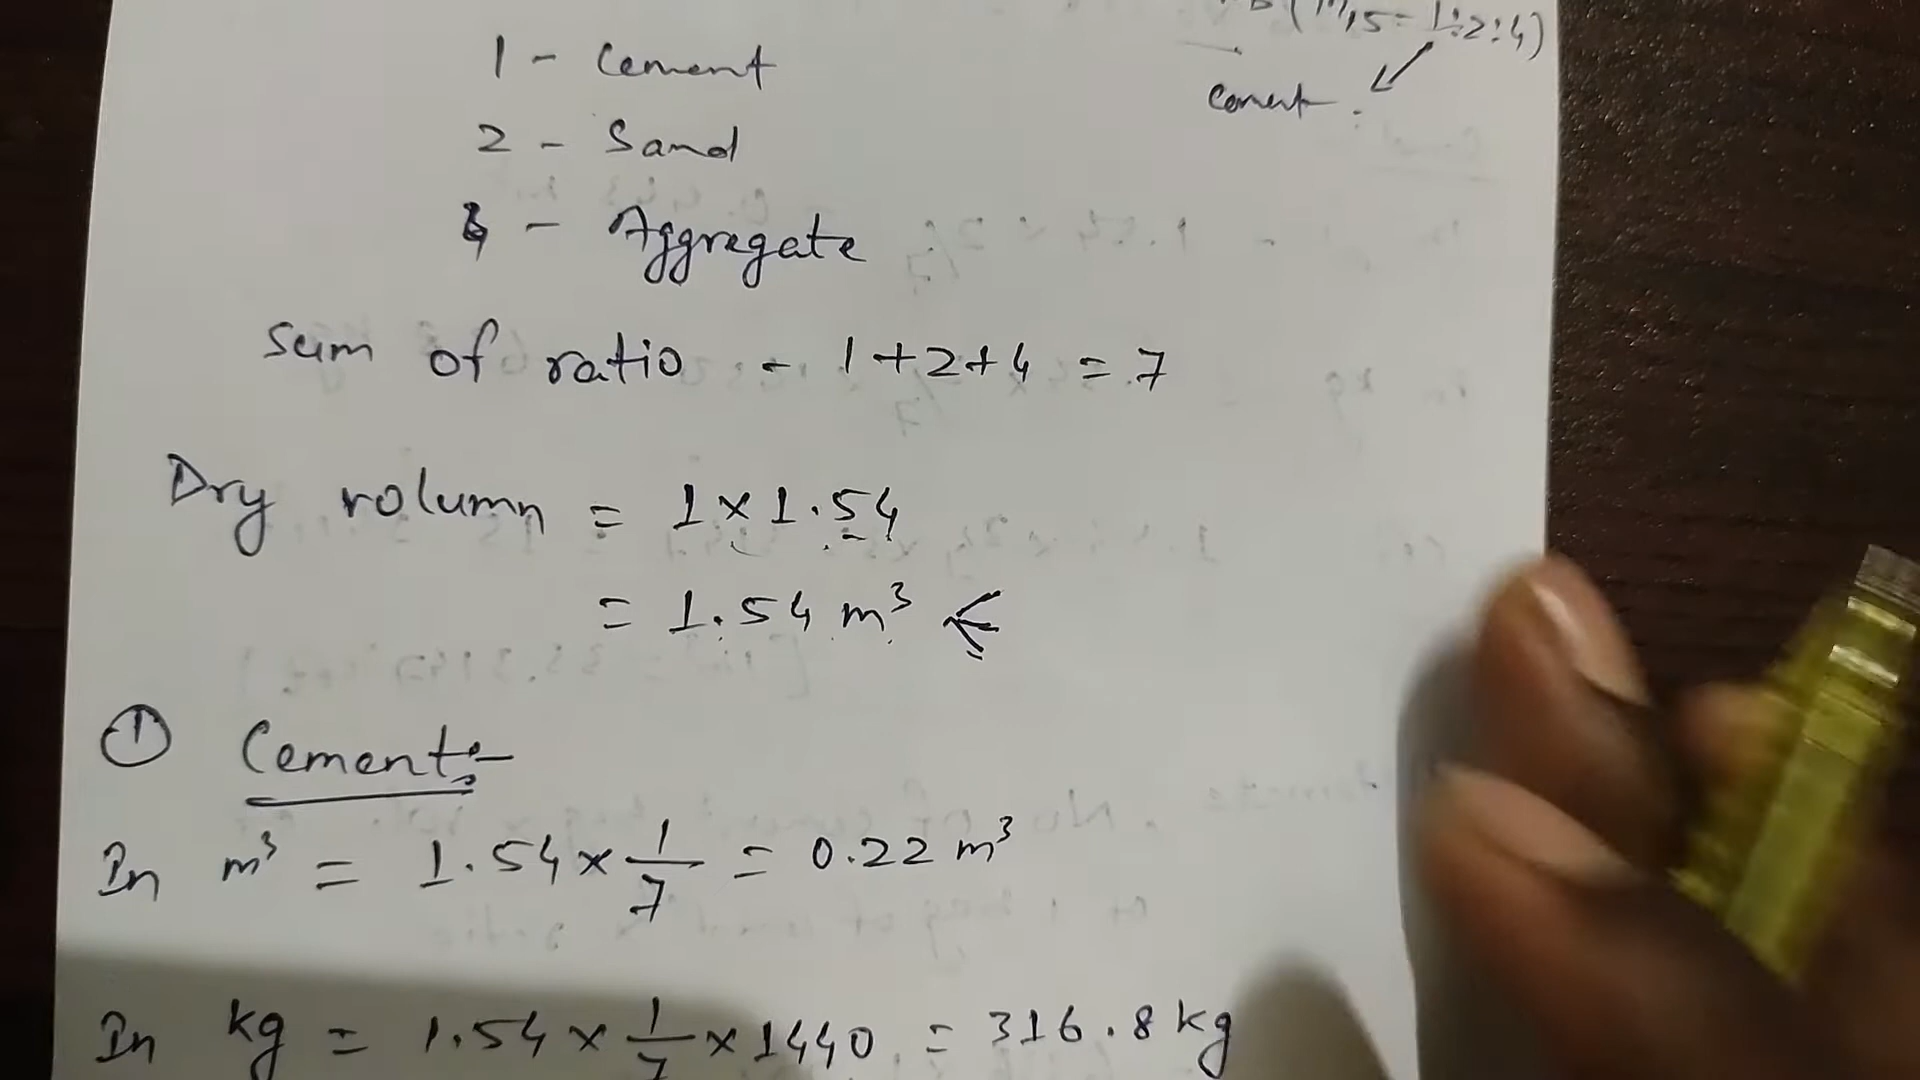 15 = 1:2:4)
1 - Cement
Cement
2 - Sand
4 - Aggregate
Sum of ratio - 1+2+4 = 7
Dry volumn = 1 × 1.54
= 1.54 m³
① Cement:-
In m³ = 1.54 × 1/7 = 0.22 m³
In kg = 1.54 × 1/7 × 1440 = 316.8 kg